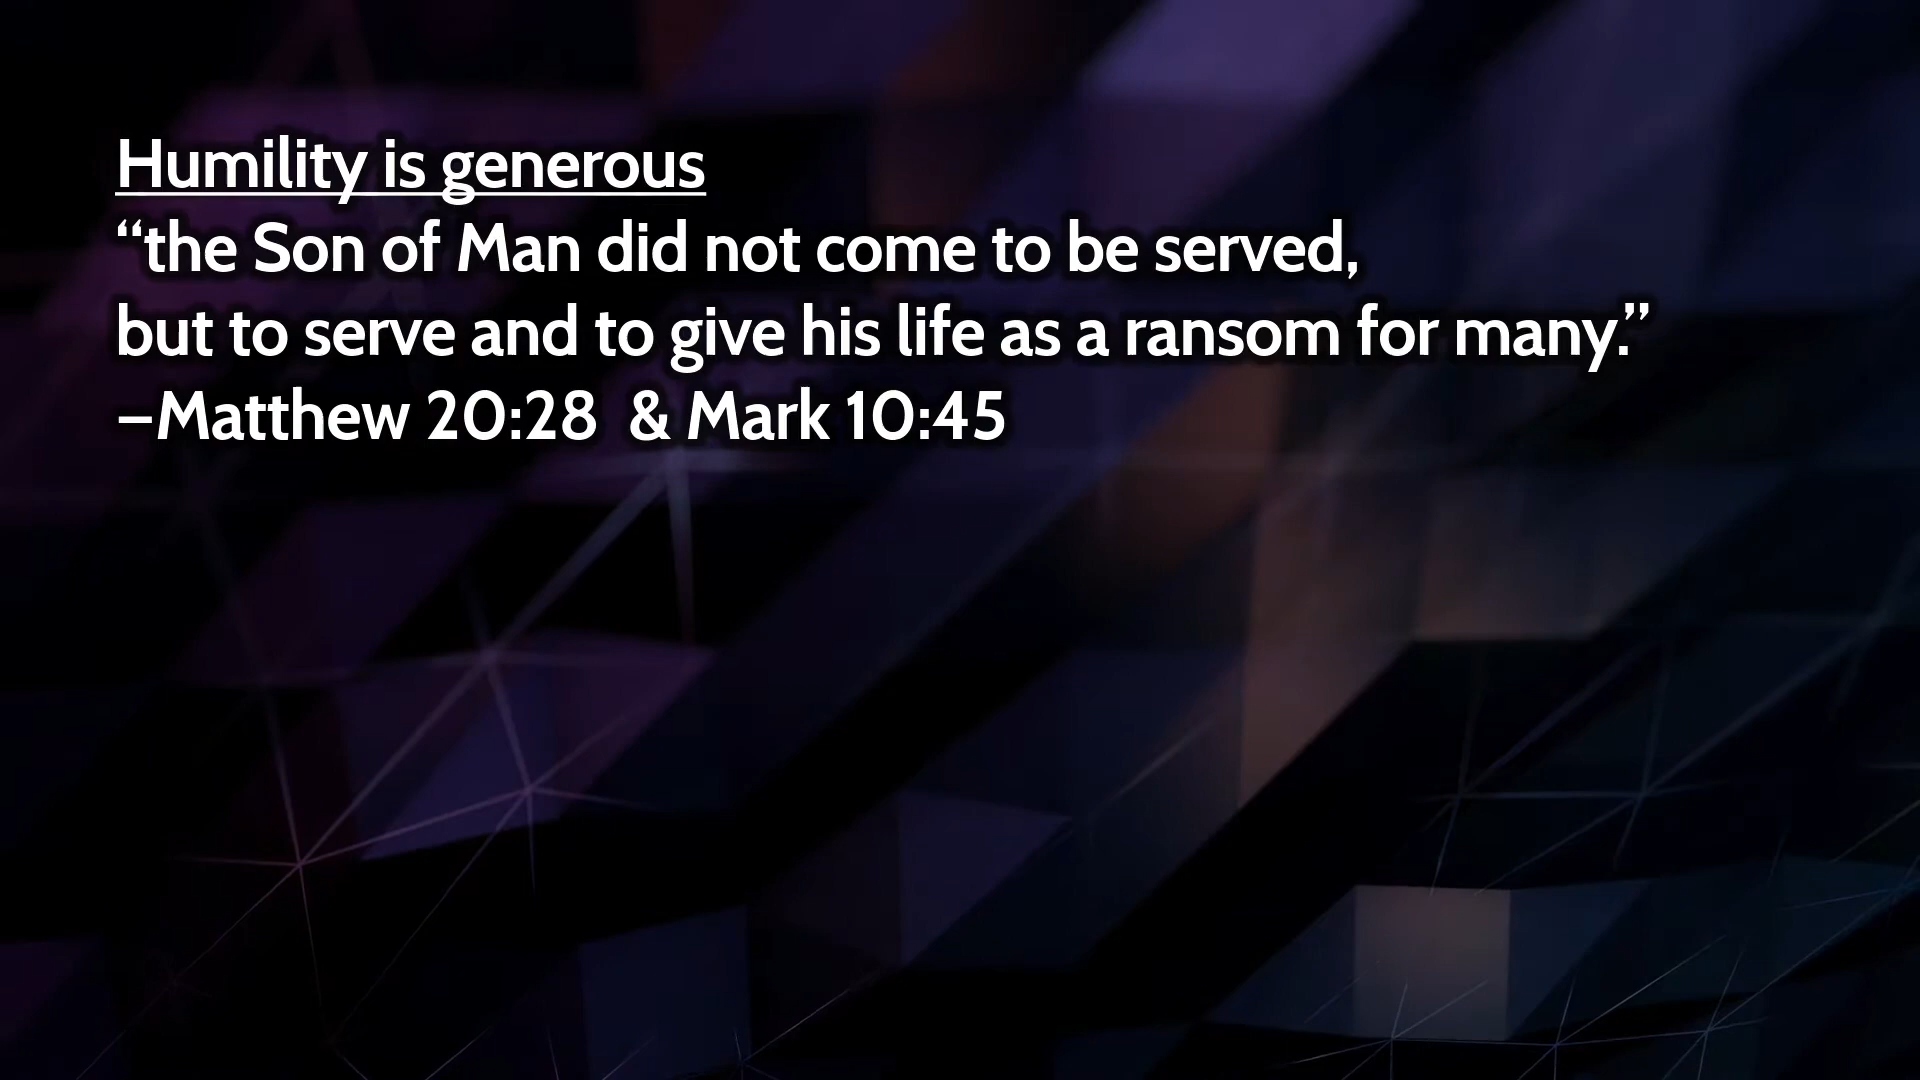 Humility is generous
“the Son of Man did not come to be served,
but to serve and to give his life as a ransom for many.”
–Matthew 20:28  & Mark 10:45